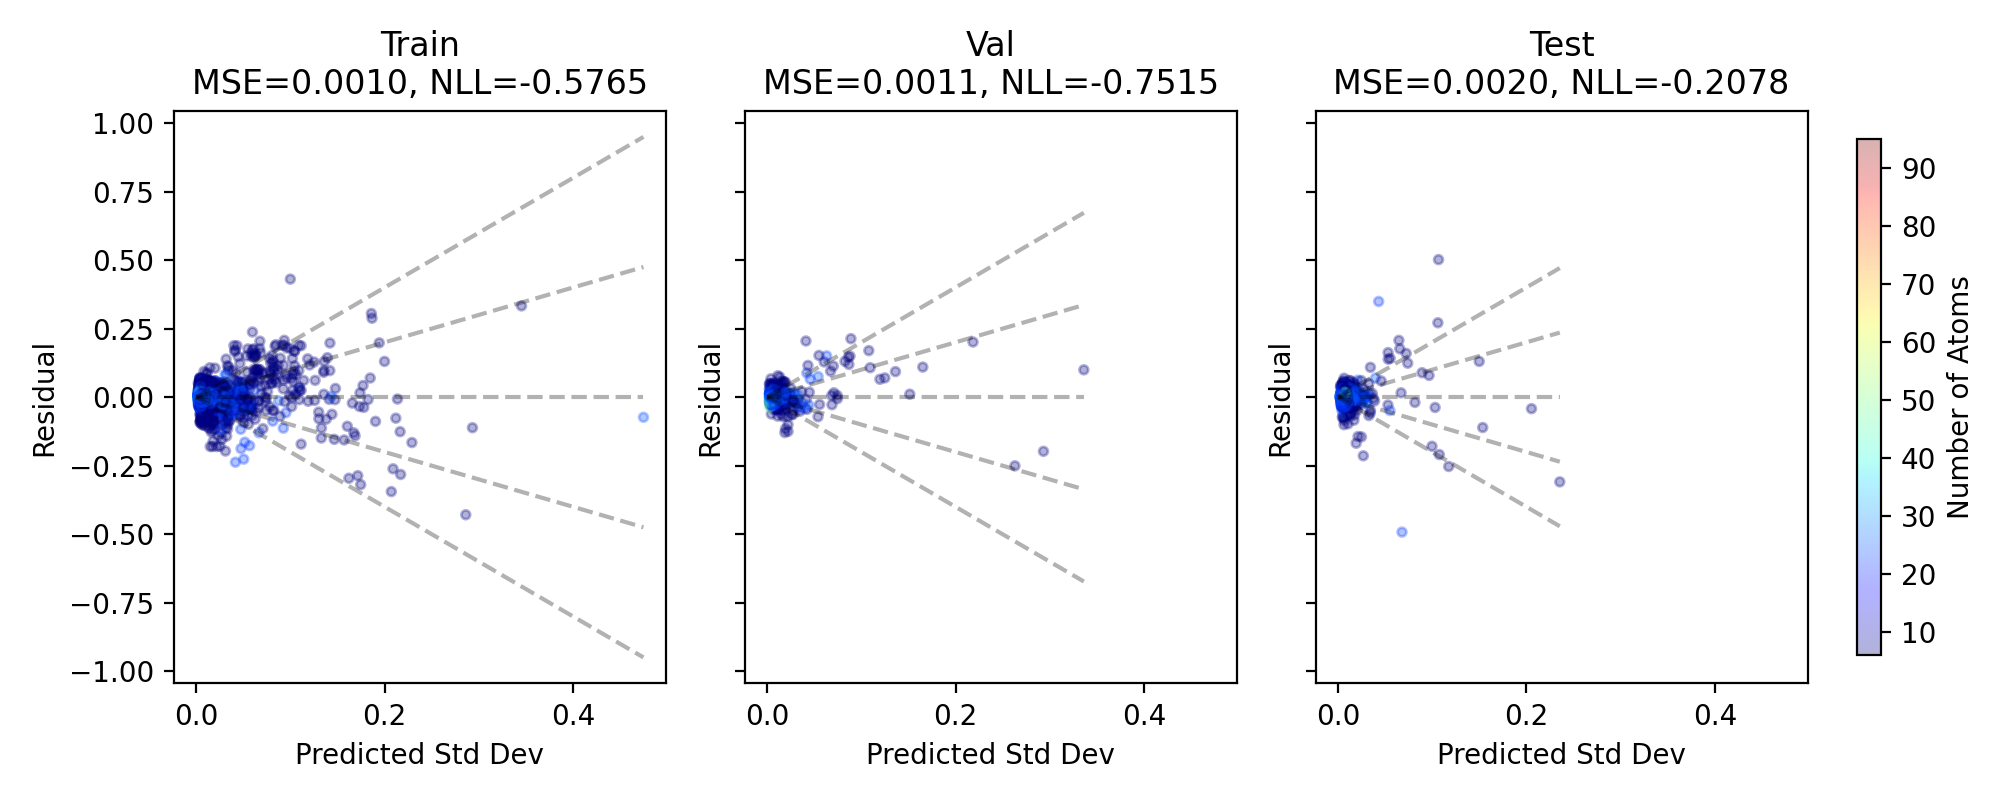 Train
MSE=0.0010, NLL=-0.5765
Val
MSE=0.0011, NLL=-0.7515
Test
MSE=0.0020, NLL=-0.2078
1.00
0.75
0.50
0.25
0.00
−0.25
−0.50
−0.75
−1.00
Residual
0.0
0.2
0.4
Predicted Std Dev
Residual
0.0
0.2
0.4
Predicted Std Dev
Residual
0.0
0.2
0.4
Predicted Std Dev
90
80
70
60
50
40
30
20
10
Number of Atoms